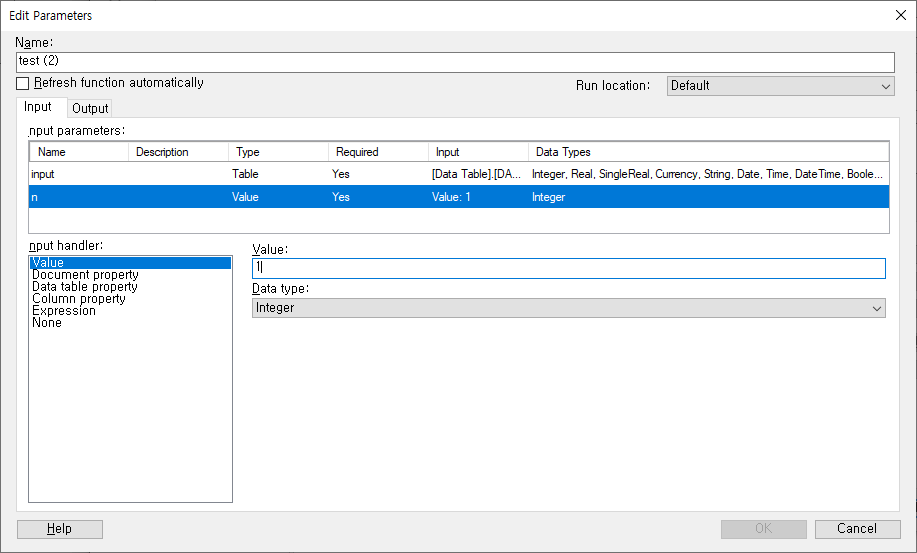 Edit Parameters
Name:
test (2)
Refresh function automatically
Run location:
Default
Input
Output
nput parameters:
Name Description Type Required Input Data Types
input Table Yes [Data Table].[DA... Integer, Real, SingleReal, Currency, String, Date, Time, DateTime, Boole...
n Value Yes Value: 1 Integer
nput handler:
Value
Document property
Data table property
Column property
Expression
None
Value:
1
Data type:
Integer
Help
OK
Cancel